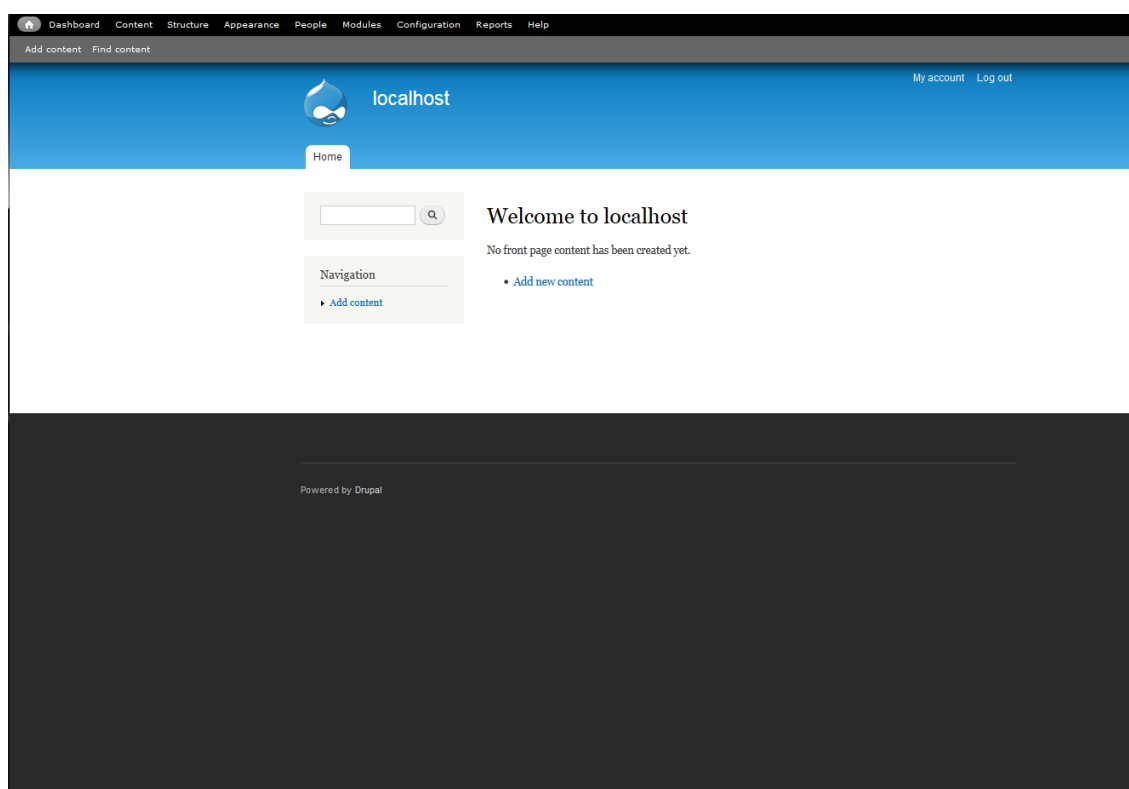 Dashboard Content Structure Appearance People Modules Configuration Reports Help
Add content Find content
My account Log out
localhost
Home
Welcome to localhost
No front page content has been created yet.
Add new content
Navigation
Add content
Powered by Drupal